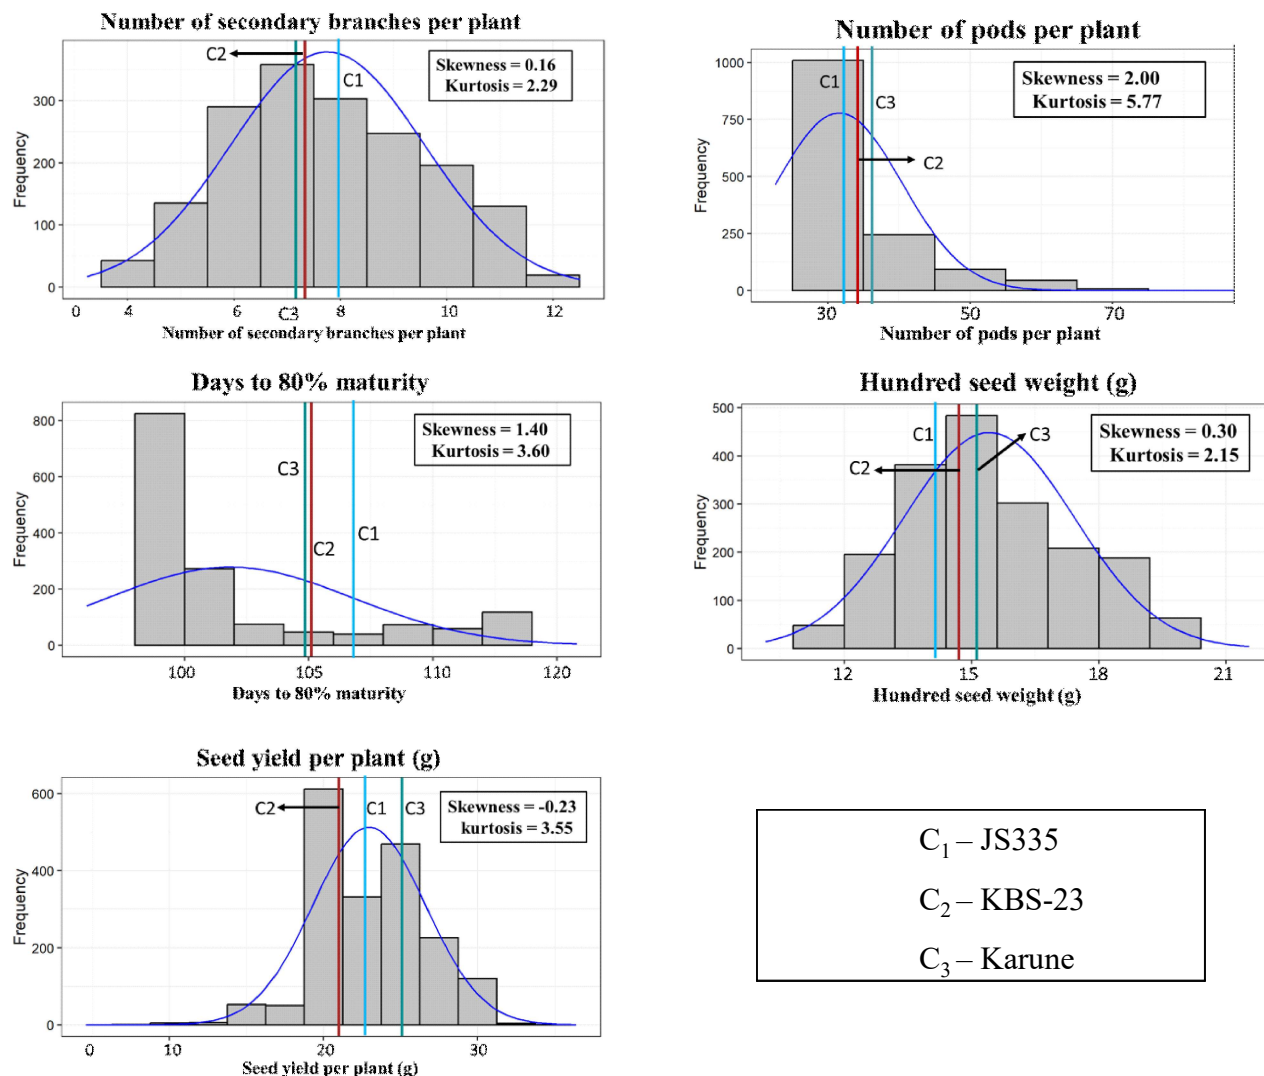 Number of secondary branches per plant
C2
C1
Skewness = 0.16
Kurtosis = 2.29
Frequency
300
200
100
0
0 4 6 8 10 12
C3
Number of secondary branches per plant
Number of pods per plant
C1
C3
C2
Skewness = 2.00
Kurtosis = 5.77
Frequency
1000
750
500
250
0
30 50 70
Number of pods per plant
Days to 80% maturity
C3
C2
C1
Skewness = 1.40
Kurtosis = 3.60
Frequency
800
600
400
200
0
100 105 110 120
Days to 80% maturity
Hundred seed weight (g)
C1
C2
C3
Skewness = 0.30
Kurtosis = 2.15
Frequency
500
400
300
200
100
0
12 15 18 21
Hundred seed weight (g)
Seed yield per plant (g)
C2
C1
C3
Skewness = -0.23
kurtosis = 3.55
Frequency
600
400
200
0
0 10 20 30
Seed yield per plant (g)
C1 – JS335
C2 – KBS-23
C3 – Karune